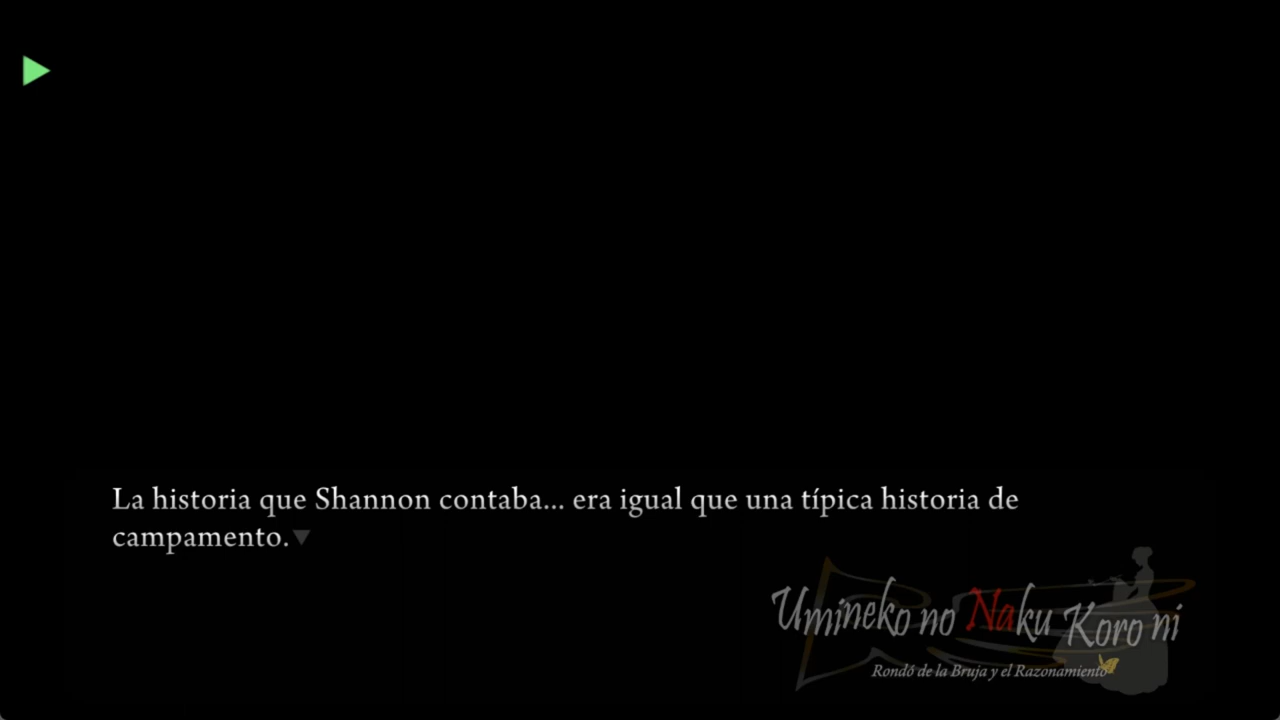 La historia que Shannon contaba... era igual que una típica historia de
campamento.
Umineko no Naku Koro ni
Rondó de la Bruja y el Razonamiento